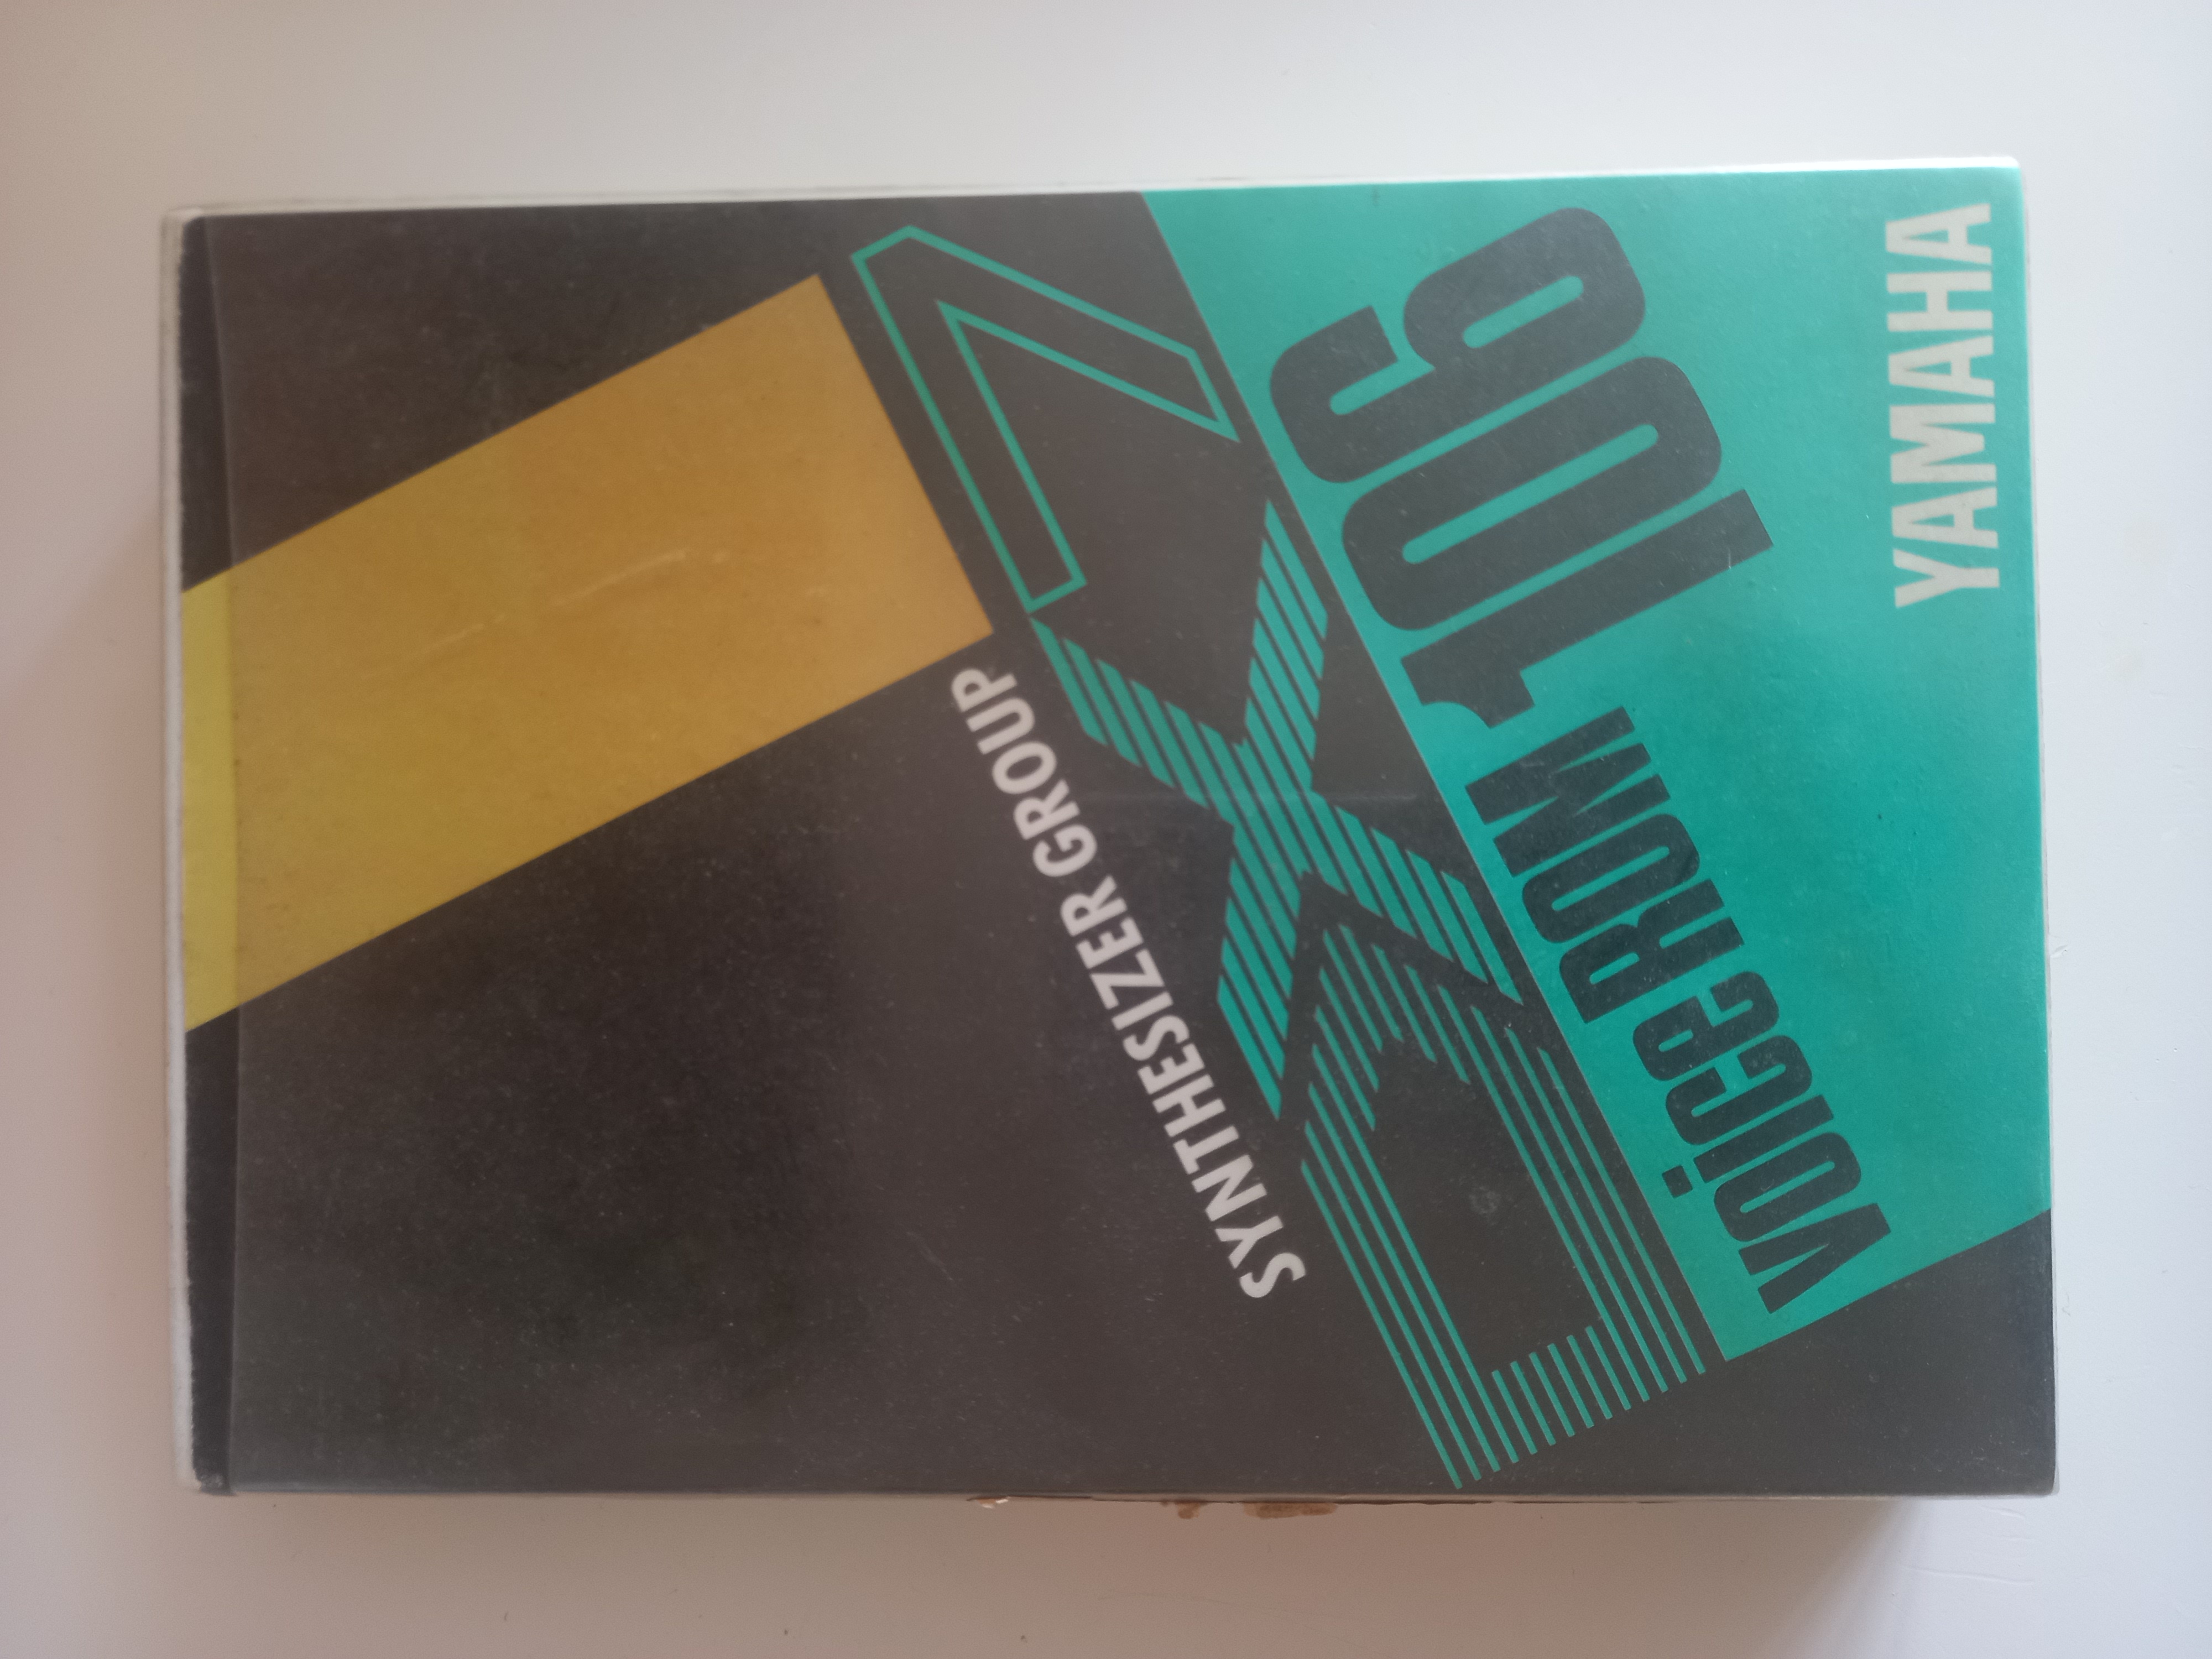 SYNTHESIZER GROUP
DX7
VOiCe ROM 106
YAMAHA